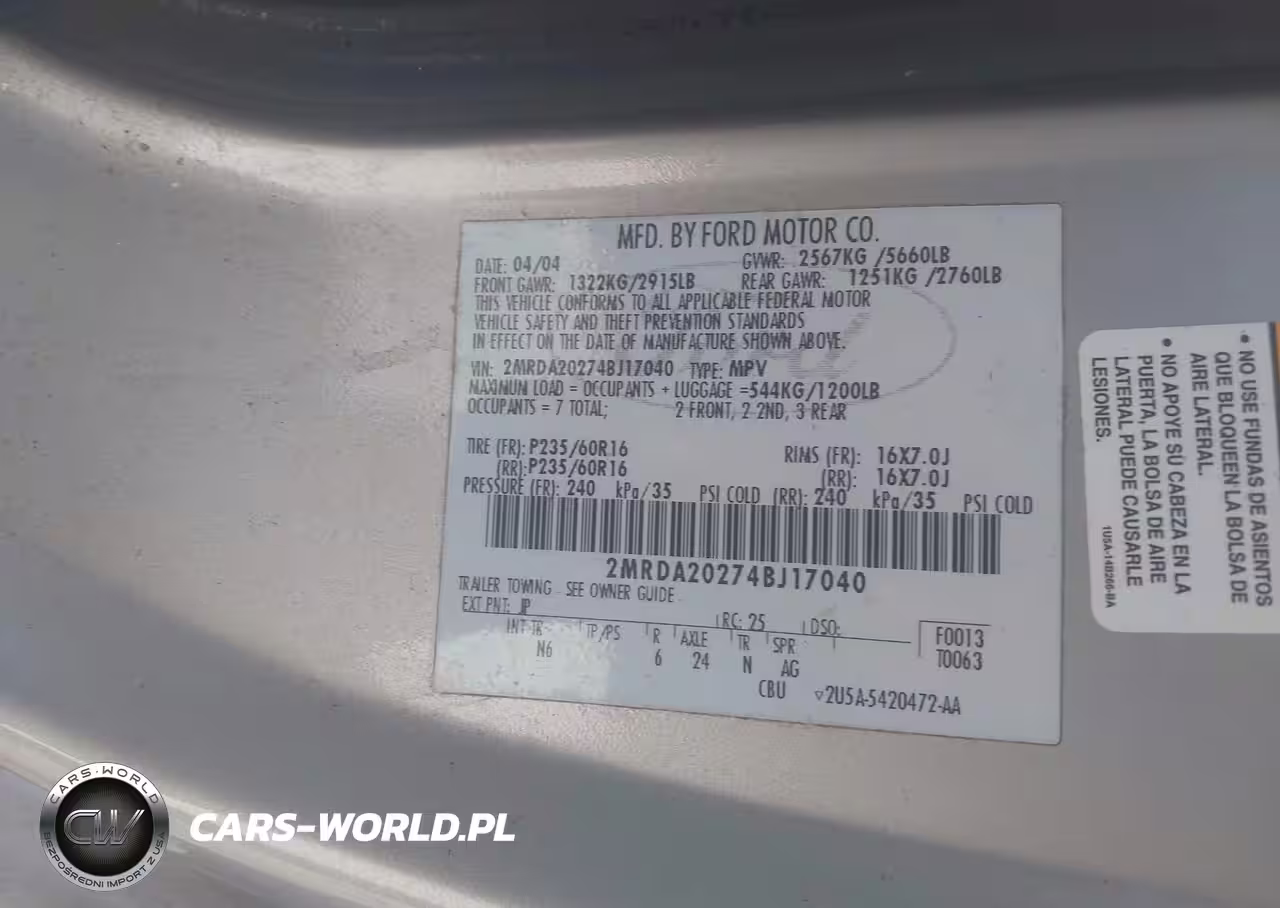 MFD. BY FORD MOTOR CO.
DATE: 04/04 GVWR: 2567KG /5660LB
FRONT GAWR: 1322KG/2915LB REAR GAWR: 1251KG /2760LB
THIS VEHICLE CONFORMS TO ALL APPLICABLE FEDERAL MOTOR
VEHICLE SAFETY AND THEFT PREVENTION STANDARDS
IN EFFECT ON THE DATE OF MANUFACTURE SHOWN ABOVE.
VIN: 2MRDA20274BJ17040 TYPE: MPV
MAXIMUM LOAD = OCCUPANTS + LUGGAGE =544KG/1200LB
OCCUPANTS = 7 TOTAL; 2 FRONT, 2 2ND, 3 REAR
TIRE (FR): P235/60R16 RIMS (FR): 16X7.0J
(RR): P235/60R16 (RR): 16X7.0J
PRESSURE (FR): 240 kPa/35 PSI COLD (RR): 240 kPa/35 PSI COLD
2MRDA20274BJ17040
TRAILER TOWING - SEE OWNER GUIDE
EXT PNT: JP RC: 25 DSO:
INT TR TP/PS R AXLE TR SPR F0013
N6 6 24 N AG T0063
CBU ▽2U5A-5420472-AA
• NO USE FUNDAS DE ASIENTOS
QUE BLOQUEEN LA BOLSA DE
AIRE LATERAL.
• NO APOYE SU CABEZA EN LA
PUERTA, LA BOLSA DE AIRE
LATERAL PUEDE CAUSARLE
LESIONES.
1U5A-14B266-BA
CARS-WORLD
CW
BEZPOŚREDNI IMPORT Z USA
CARS-WORLD.PL